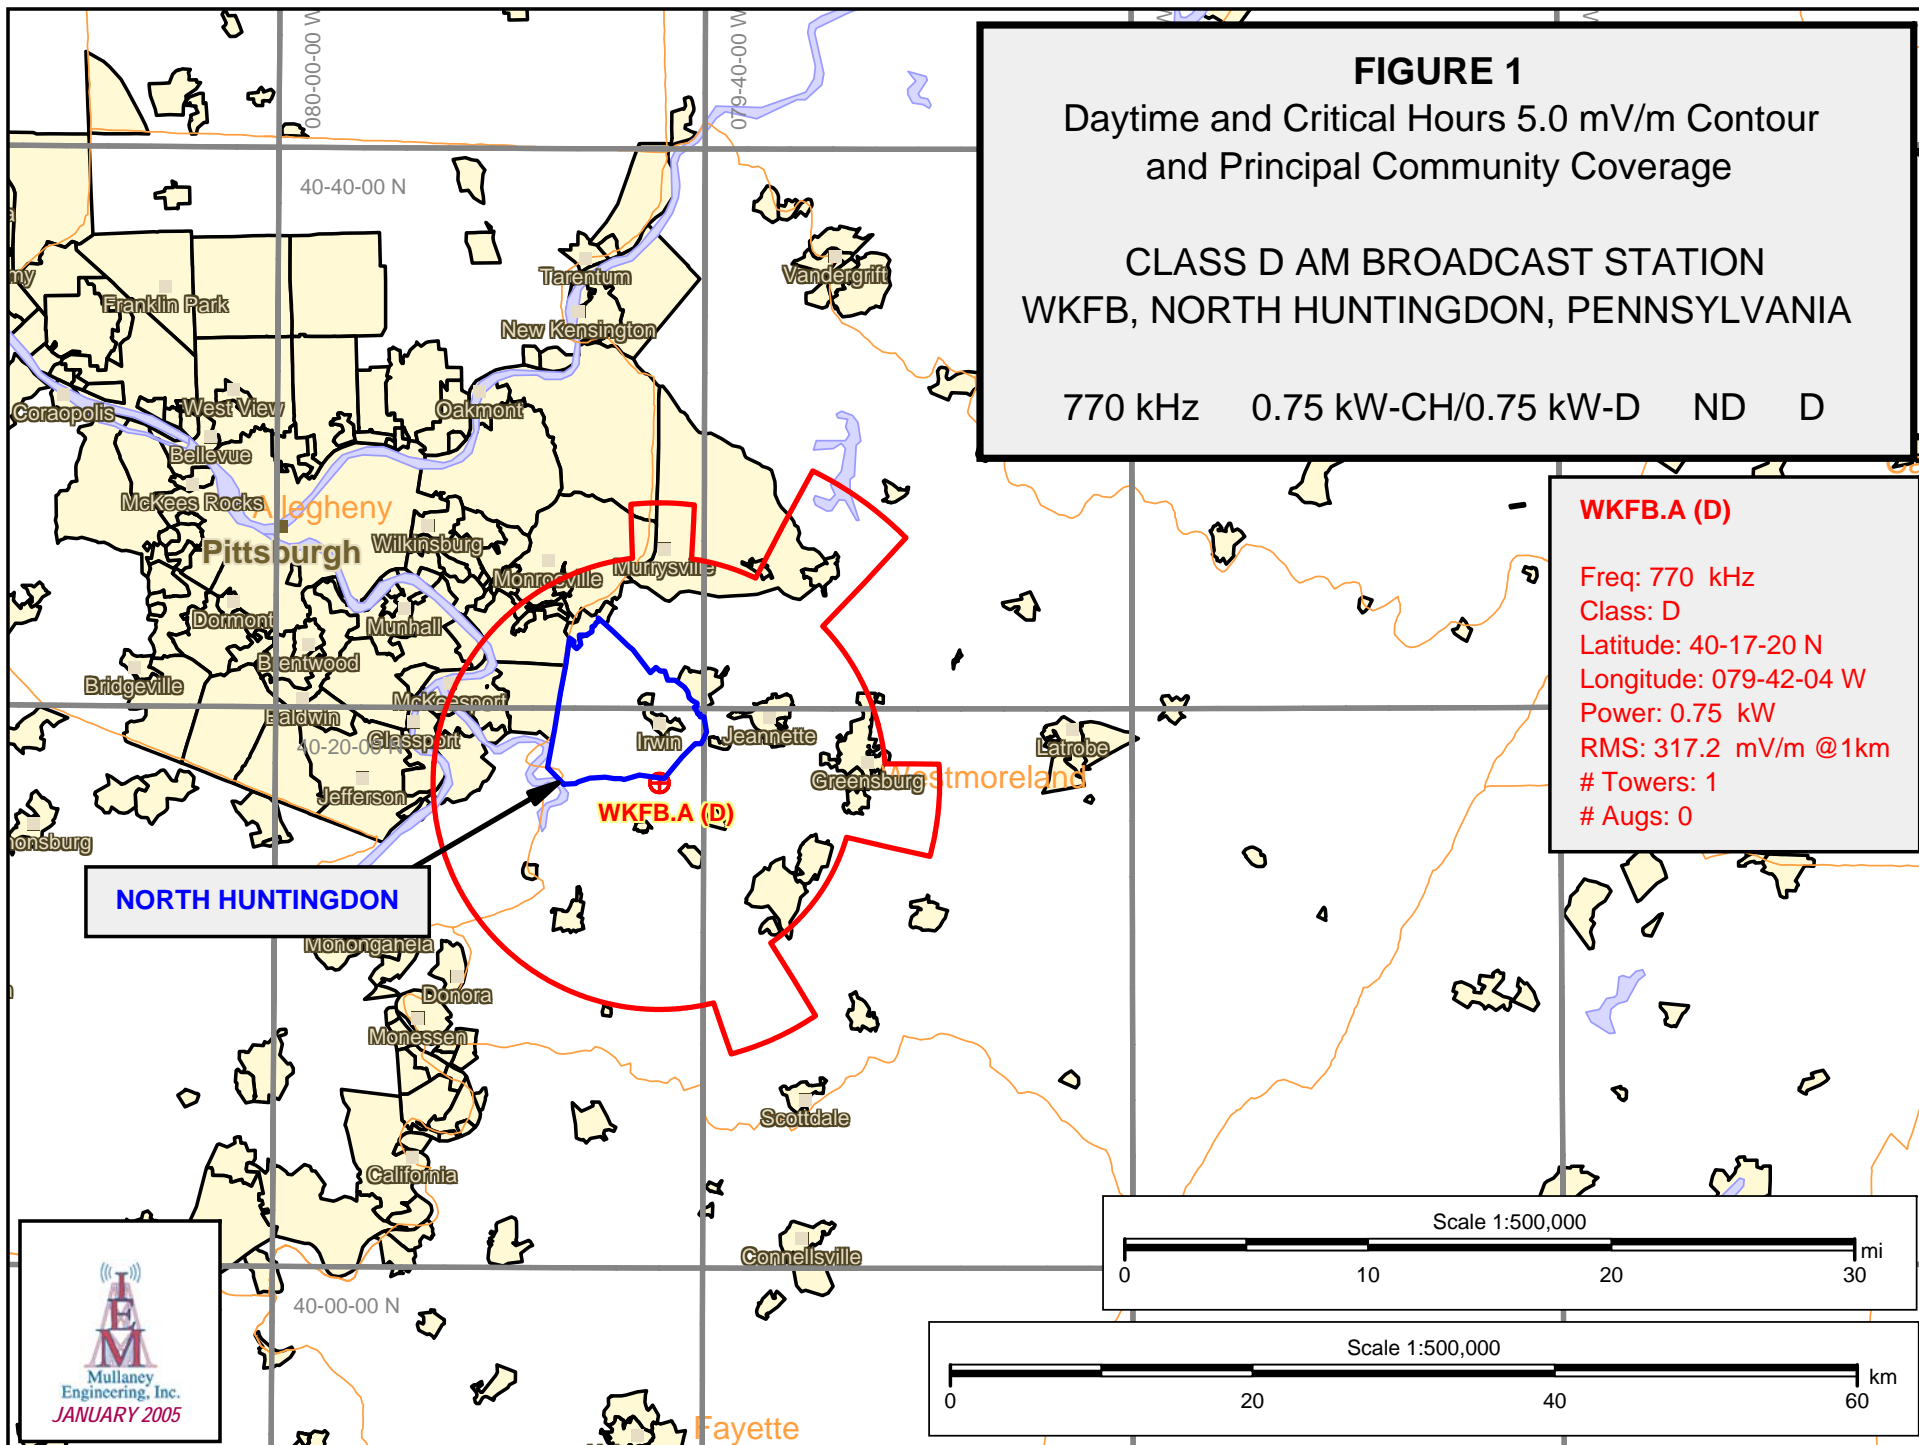 FIGURE 1
Daytime and Critical Hours 5.0 mV/m Contour
and Principal Community Coverage
CLASS D AM BROADCAST STATION
WKFB, NORTH HUNTINGDON, PENNSYLVANIA
770 kHz 0.75 kW-CH/0.75 kW-D ND D
WKFB.A (D)
Freq: 770 kHz
Class: D
Latitude: 40-17-20 N
Longitude: 079-42-04 W
Power: 0.75 kW
RMS: 317.2 mV/m @1km
# Towers: 1
# Augs: 0
080-00-00 W
079-40-00 W
W
W
40-40-00 N
Tarentum
Vandergrift
my
Franklin Park
New Kensington
Coraopolis
West View
Oakmont
Bellevue
McKees Rocks
Allegheny
Pittsburgh
Wilkinsburg
Monroeville
Murrysville
Dormont
Munhall
Brentwood
Bridgeville
McKeesport
Baldwin
Glassport
40-20-00 N
Irwin
Jeannette
Latrobe
Greensburg
Westmoreland
Jefferson
WKFB.A (D)
onsburg
NORTH HUNTINGDON
Monongahela
Donora
Monessen
Scottdale
California
Connellsville
40-00-00 N
Fayette
Scale 1:500,000
mi
0 10 20 30
Scale 1:500,000
km
0 20 40 60
IEM
Mullaney
Engineering, Inc.
JANUARY 2005